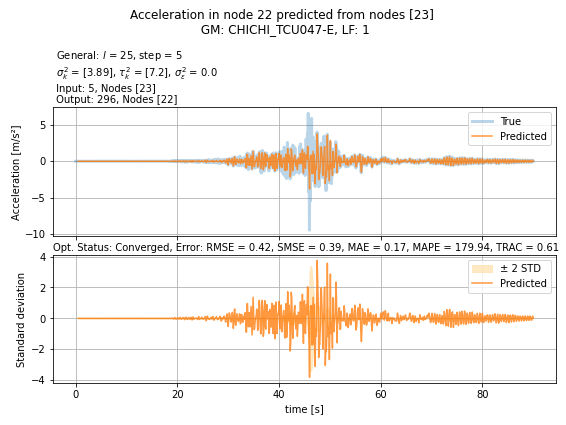 Acceleration in node 22 predicted from nodes [23]
GM: CHICHI_TCU047-E, LF: 1
General: l = 25, step = 5
σ²ₖ = [3.89], τ²ₖ = [7.2], σ²ε = 0.0
Input: 5, Nodes [23]
Output: 296, Nodes [22]
Acceleration [m/s²]
5
0
−5
−10
True
Predicted
Opt. Status: Converged, Error: RMSE = 0.42, SMSE = 0.39, MAE = 0.17, MAPE = 179.94, TRAC = 0.61
Standard deviation
4
2
0
−2
−4
± 2 STD
Predicted
0 20 40 60 80
time [s]